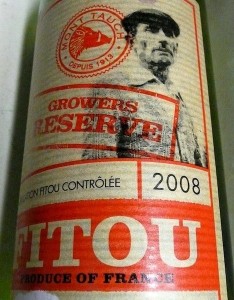 MONT TAUCH
DEPUIS 1913
GROWERS
RESERVE
FITOU CONTRÔLÉE
2008
FITOU
PRODUCE OF FRANCE